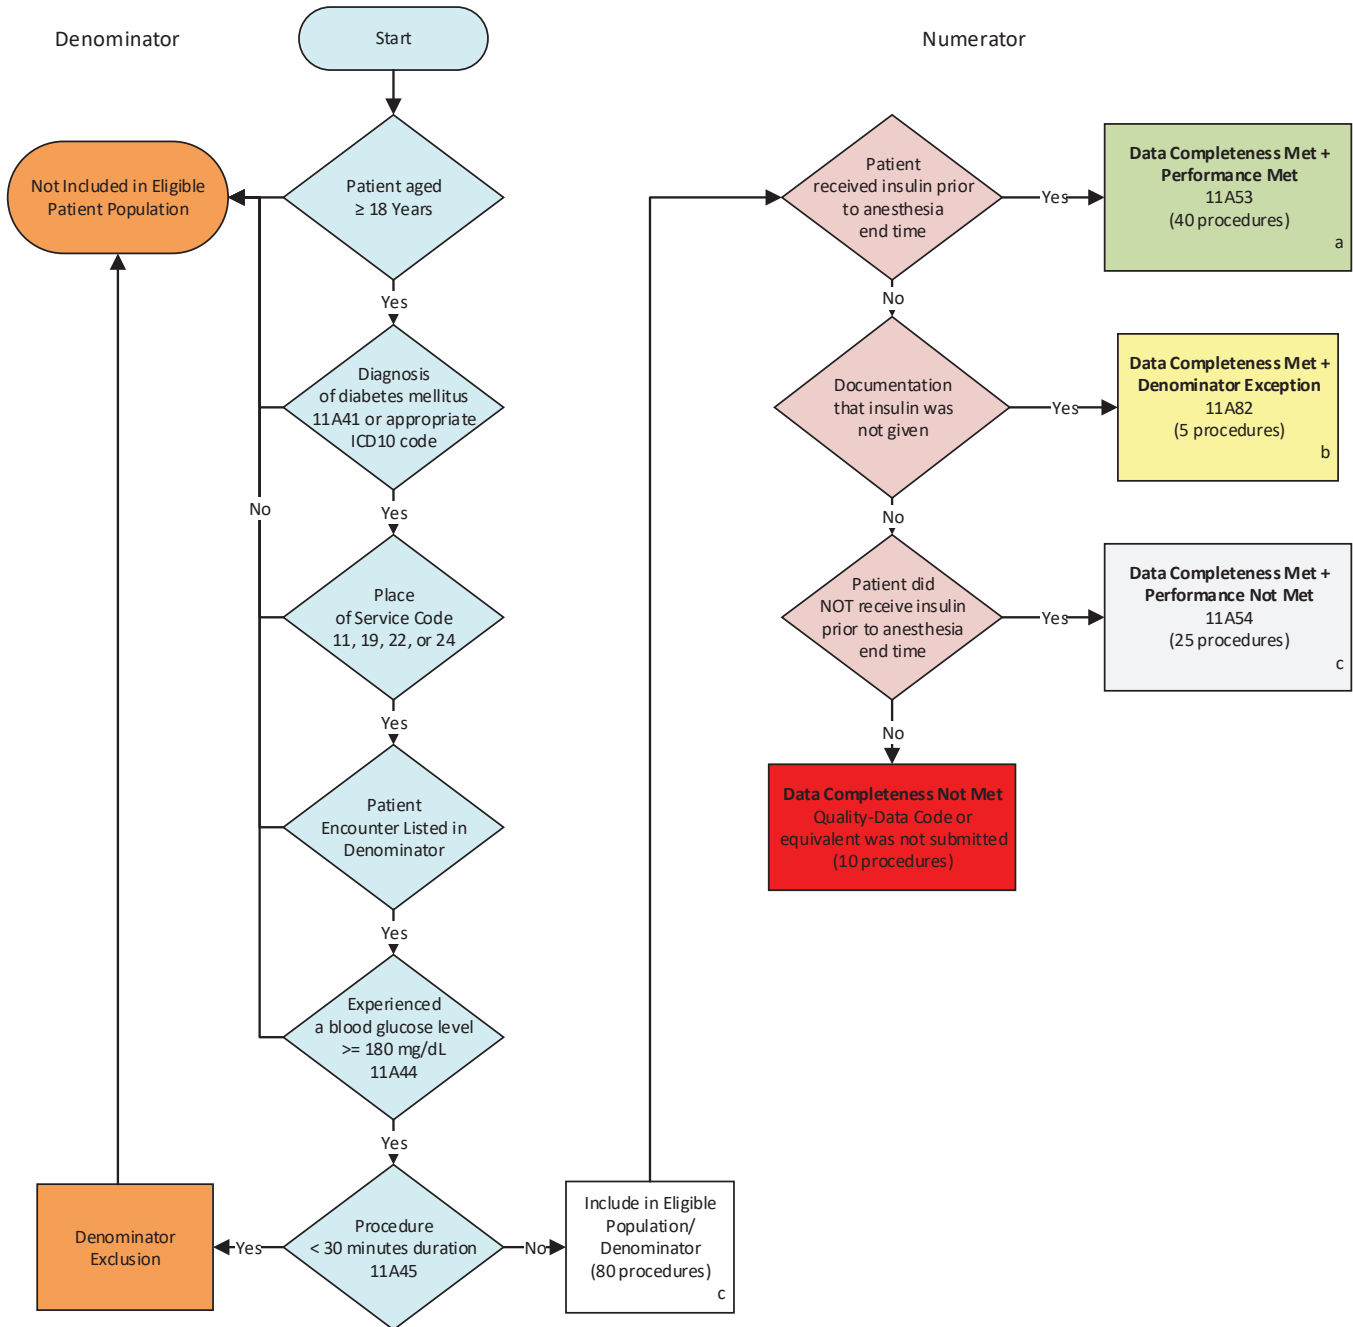 Denominator
Start
Numerator
Not Included in Eligible
Patient Population
Patient aged
≥ 18 Years
Yes
Diagnosis
of diabetes mellitus
11A41 or appropriate
ICD10 code
No
Yes
Place
of Service Code
11, 19, 22, or 24
Yes
Patient
Encounter Listed in
Denominator
Yes
Experienced
a blood glucose level
>= 180 mg/dL
11A44
Yes
Procedure
< 30 minutes duration
11A45
Yes
Denominator
Exclusion
No
Include in Eligible
Population/
Denominator
(80 procedures)
c
Patient
received insulin prior
to anesthesia
end time
Yes
Data Completeness Met +
Performance Met
11A53
(40 procedures)
a
No
Documentation
that insulin was
not given
Yes
Data Completeness Met +
Denominator Exception
11A82
(5 procedures)
b
No
Patient did
NOT receive insulin
prior to anesthesia
end time
Yes
Data Completeness Met +
Performance Not Met
11A54
(25 procedures)
c
No
Data Completeness Not Met
Quality-Data Code or
equivalent was not submitted
(10 procedures)